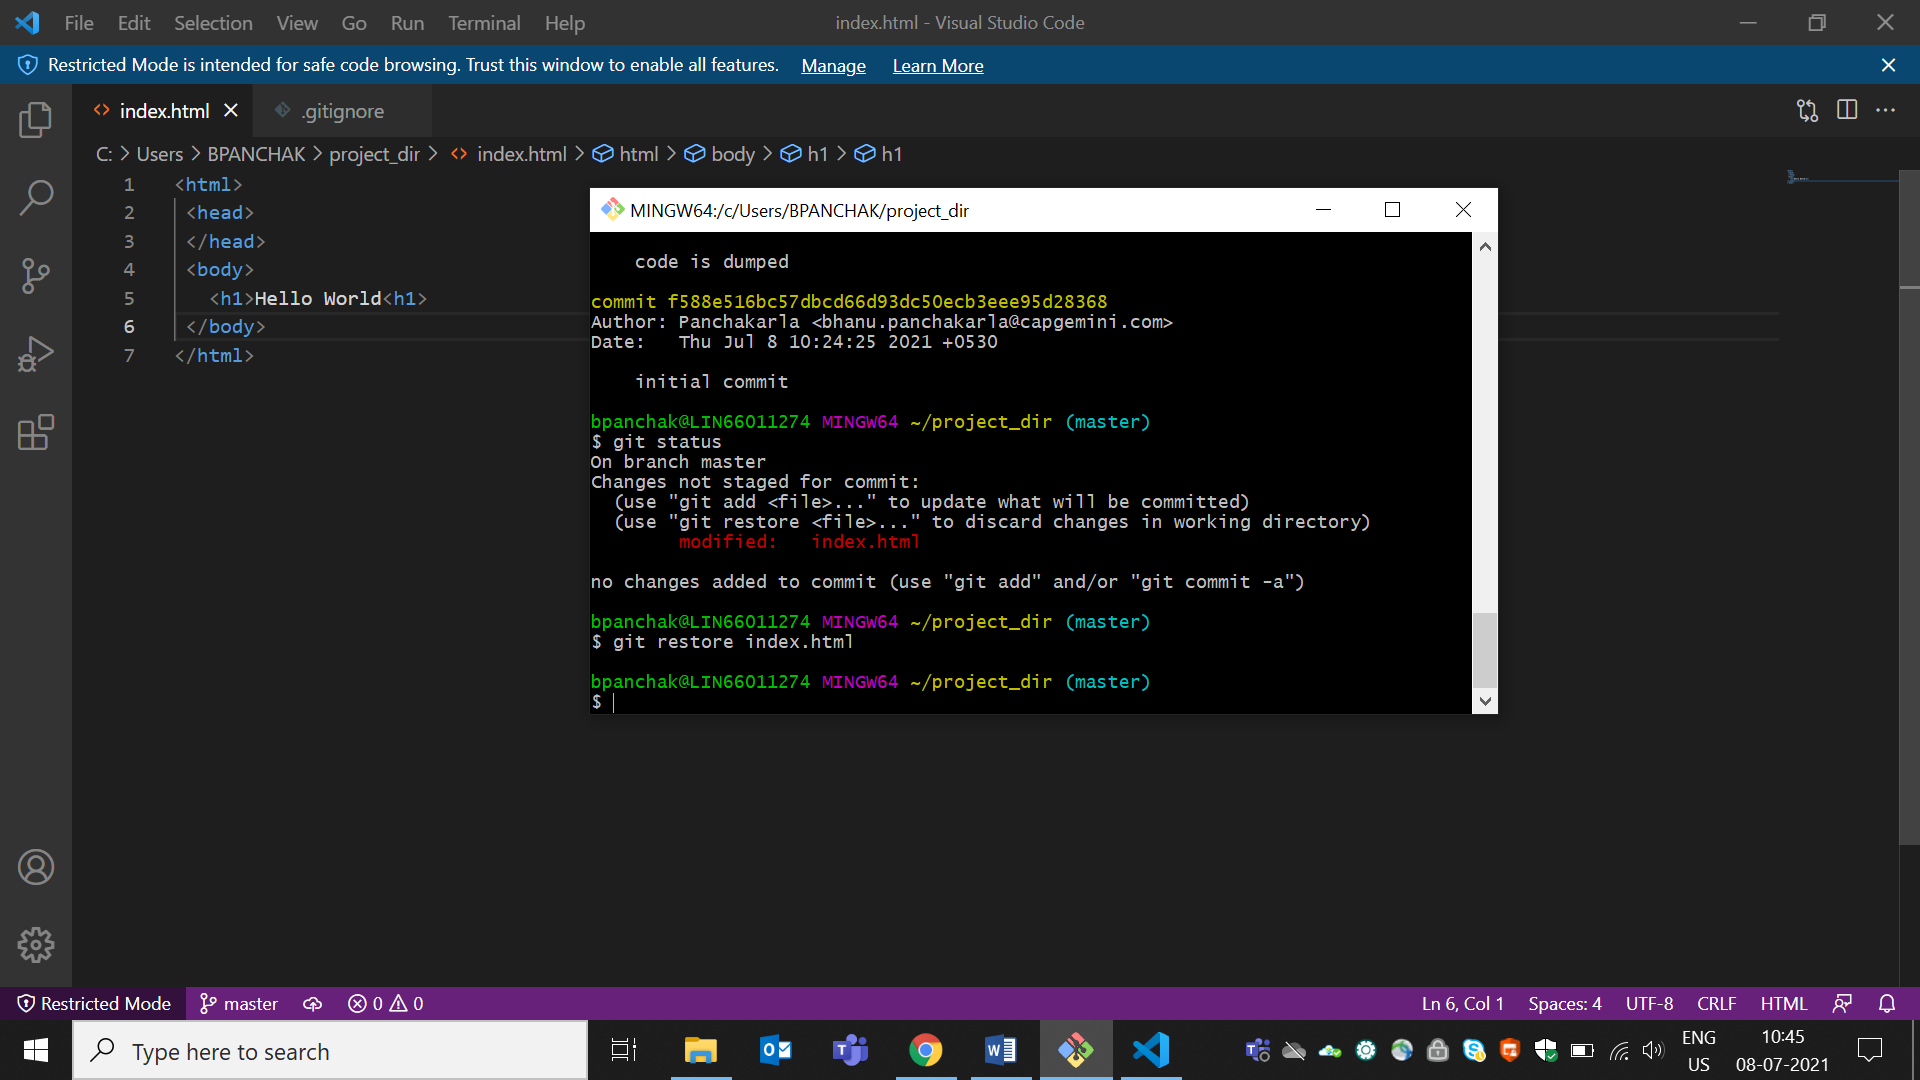 File Edit Selection View Go Run Terminal Help index.html - Visual Studio Code
Restricted Mode is intended for safe code browsing. Trust this window to enable all features. Manage Learn More
index.html .gitignore
C: > Users > BPANCHAK > project_dir > index.html > html > body > h1 > h1
1 <html>
2 <head>
3 </head>
4 <body>
5 <h1>Hello World<h1>
6 </body>
7 </html>
MINGW64:/c/Users/BPANCHAK/project_dir
code is dumped
commit f588e516bc57dbcd66d93dc50ecb3eee95d28368
Author: Panchakarla <bhanu.panchakarla@capgemini.com>
Date: Thu Jul 8 10:24:25 2021 +0530
initial commit
bpanchak@LIN66011274 MINGW64 ~/project_dir (master)
$ git status
On branch master
Changes not staged for commit:
(use "git add <file>..." to update what will be committed)
(use "git restore <file>..." to discard changes in working directory)
modified: index.html
no changes added to commit (use "git add" and/or "git commit -a")
bpanchak@LIN66011274 MINGW64 ~/project_dir (master)
$ git restore index.html
bpanchak@LIN66011274 MINGW64 ~/project_dir (master)
$
Restricted Mode master 0 0 Ln 6, Col 1 Spaces: 4 UTF-8 CRLF HTML
Type here to search
ENG
US
10:45
08-07-2021